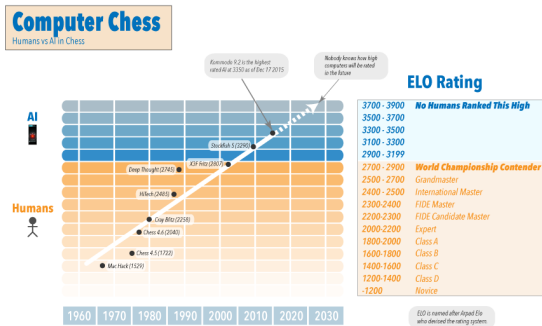 Computer Chess
Humans vs AI in Chess
Kommodo 9.2 is the highest
rated AI at 3350 as of Dec 17 2015
Nobody knows how high
computers will be rated
in the future
ELO Rating
AI
3700 - 3900 No Humans Ranked This High
3500 - 3700
3300 - 3500
3100 - 3300
2900 - 3199
Stockfish 5 (3290)
X3F Fritz (2807)
Deep Thought (2745)
HiTech (2485)
Cray Blitz (2258)
Chess 4.6 (2040)
Chess 4.5 (1722)
Mac Hack (1529)
Humans
2700 - 2900 World Championship Contender
2500 - 2700 Grandmaster
2400 - 2500 International Master
2300-2400 FIDE Master
2200-2300 FIDE Candidate Master
2000-2200 Expert
1800-2000 Class A
1600-1800 Class B
1400-1600 Class C
1200-1400 Class D
-1200 Novice
1960 1970 1980 1990 2000 2010 2020 2030
ELO is named after Arpad Elo
who devised the rating system